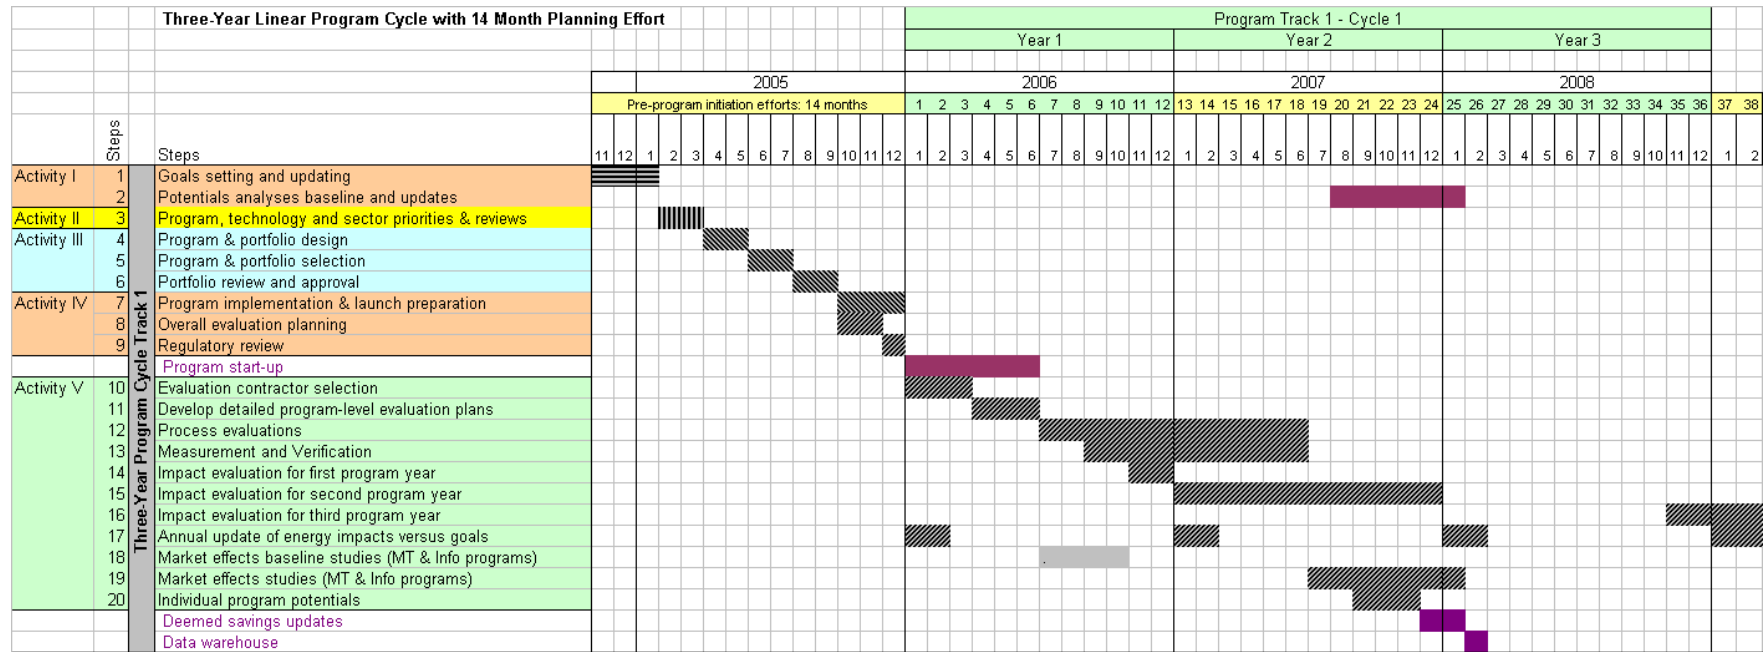 Three-Year Linear Program Cycle with 14 Month Planning Effort Program Track 1 - Cycle 1
Year 1 Year 2 Year 3
2005 2006 2007 2008
Pre-program initiation efforts: 14 months 1 2 3 4 5 6 7 8 9 10 11 12 13 14 15 16 17 18 19 20 21 22 23 24 25 26 27 28 29 30 31 32 33 34 35 36 37 38
Steps Steps 11 12 1 2 3 4 5 6 7 8 9 10 11 12 1 2 3 4 5 6 7 8 9 10 11 12 1 2 3 4 5 6 7 8 9 10 11 12 1 2 3 4 5 6 7 8 9 10 11 12 1 2
Three-Year Program Cycle Track 1
Activity I 1 Goals setting and updating
2 Potentials analyses baseline and updates
Activity II 3 Program, technology and sector priorities & reviews
Activity III 4 Program & portfolio design
5 Program & portfolio selection
6 Portfolio review and approval
Activity IV 7 Program implementation & launch preparation
8 Overall evaluation planning
9 Regulatory review
Program start-up
Activity V 10 Evaluation contractor selection
11 Develop detailed program-level evaluation plans
12 Process evaluations
13 Measurement and Verification
14 Impact evaluation for first program year
15 Impact evaluation for second program year
16 Impact evaluation for third program year
17 Annual update of energy impacts versus goals
18 Market effects baseline studies (MT & Info programs) .
19 Market effects studies (MT & Info programs)
20 Individual program potentials
Deemed savings updates
Data warehouse